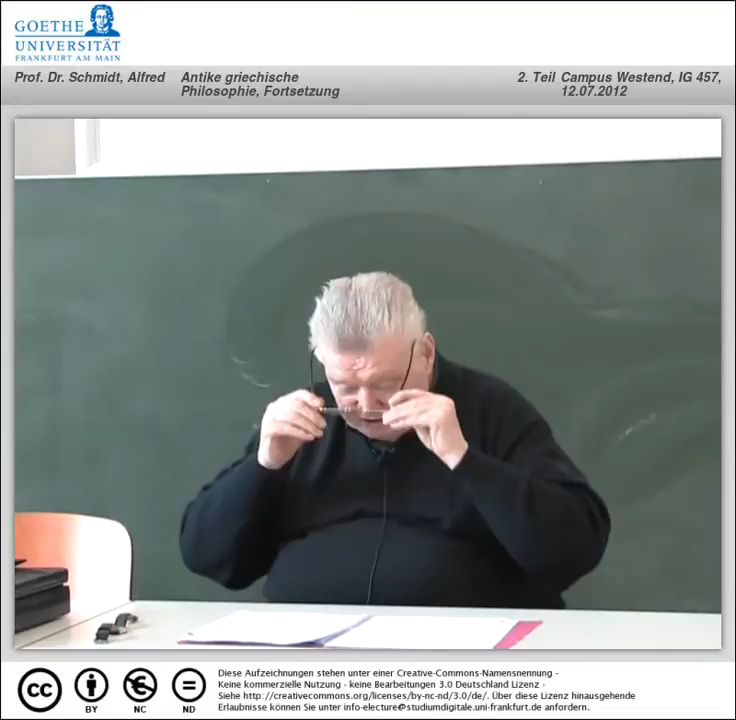 GOETHE
UNIVERSITÄT
FRANKFURT AM MAIN
Prof. Dr. Schmidt, Alfred
Antike griechische
Philosophie, Fortsetzung
2. Teil Campus Westend, IG 457,
12.07.2012
cc
BY
NC
ND
Diese Aufzeichnungen stehen unter einer Creative-Commons-Namensnennung -
Keine kommerzielle Nutzung - keine Bearbeitungen 3.0 Deutschland Lizenz -
Siehe http://creativecommons.org/licenses/by-nc-nd/3.0/de/. Über diese Lizenz hinausgehende
Erlaubnisse können Sie unter info-electure@studiumdigitale.uni-frankfurt.de anfordern.